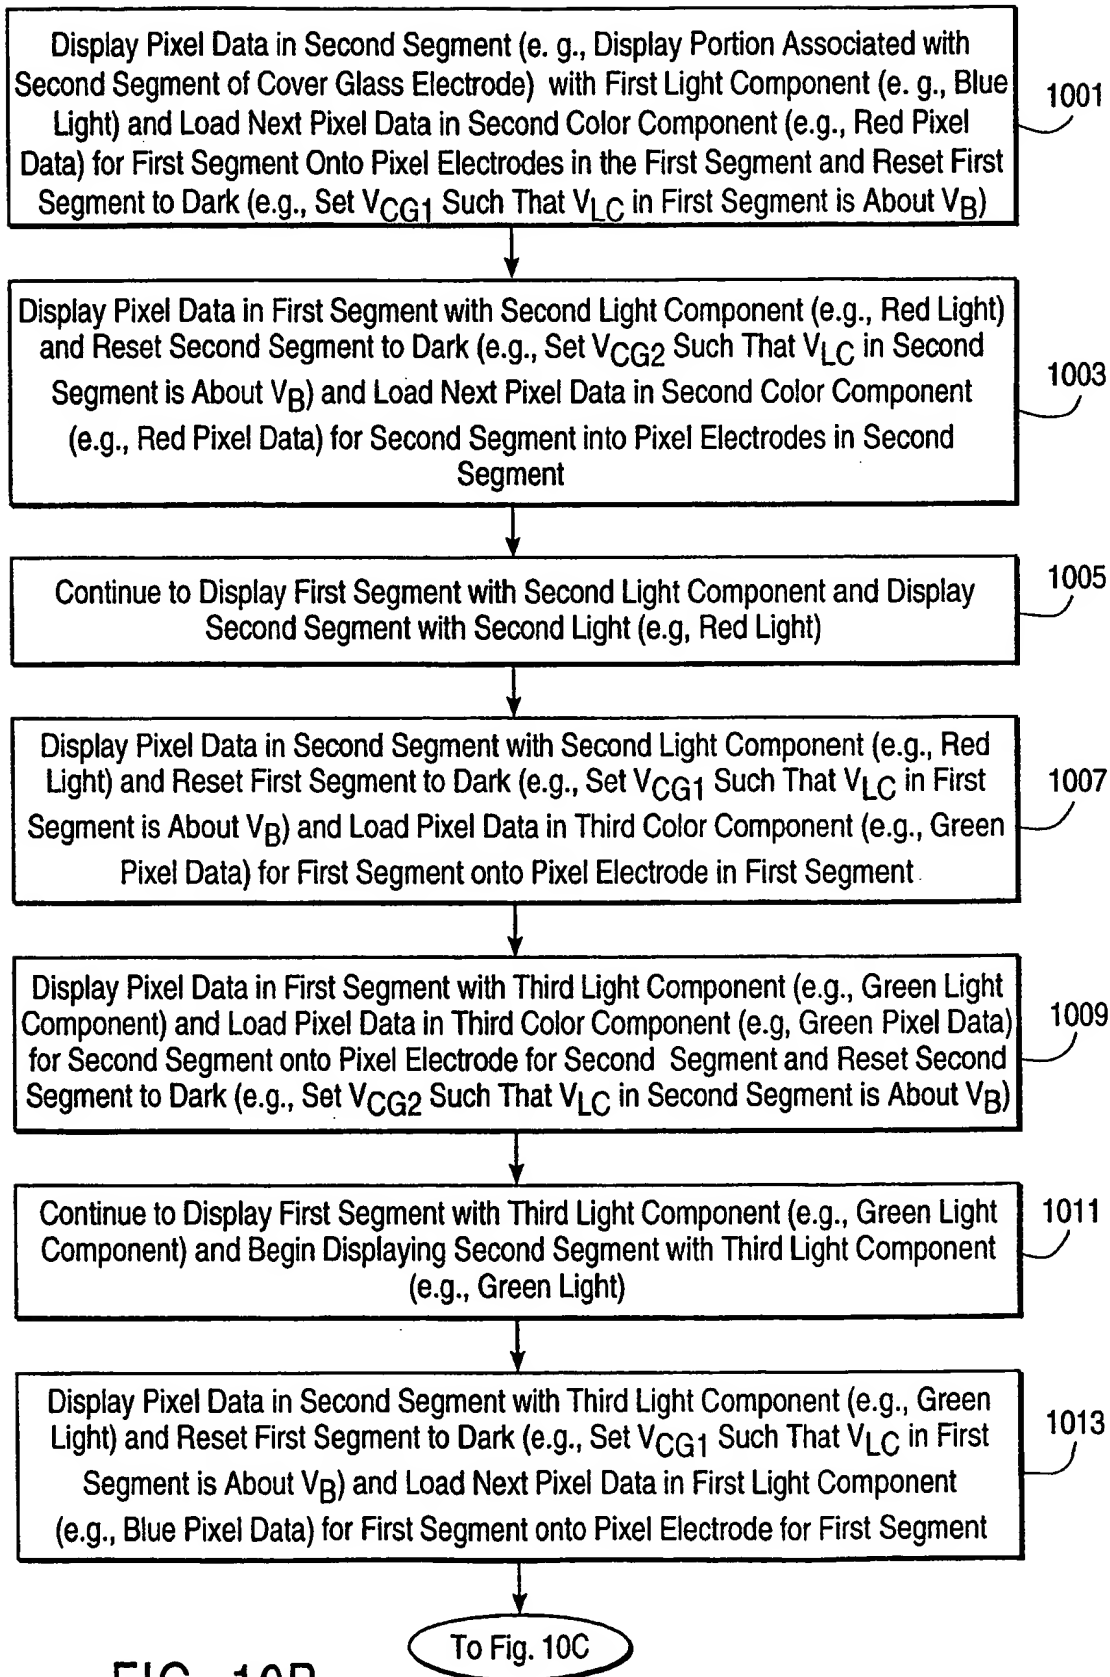 Display Pixel Data in Second Segment (e. g., Display Portion Associated with
Second Segment of Cover Glass Electrode) with First Light Component (e. g., Blue
Light) and Load Next Pixel Data in Second Color Component (e.g., Red Pixel
Data) for First Segment Onto Pixel Electrodes in the First Segment and Reset First
Segment to Dark (e.g., Set VCG1 Such That VLC in First Segment is About VB)
1001
Display Pixel Data in First Segment with Second Light Component (e.g., Red Light)
and Reset Second Segment to Dark (e.g., Set VCG2 Such That VLC in Second
Segment is About VB) and Load Next Pixel Data in Second Color Component
(e.g., Red Pixel Data) for Second Segment into Pixel Electrodes in Second
Segment
1003
Continue to Display First Segment with Second Light Component and Display
Second Segment with Second Light (e.g, Red Light)
1005
Display Pixel Data in Second Segment with Second Light Component (e.g., Red
Light) and Reset First Segment to Dark (e.g., Set VCG1 Such That VLC in First
Segment is About VB) and Load Pixel Data in Third Color Component (e.g., Green
Pixel Data) for First Segment onto Pixel Electrode in First Segment
1007
Display Pixel Data in First Segment with Third Light Component (e.g., Green Light
Component) and Load Pixel Data in Third Color Component (e.g, Green Pixel Data)
for Second Segment onto Pixel Electrode for Second Segment and Reset Second
Segment to Dark (e.g., Set VCG2 Such That VLC in Second Segment is About VB)
1009
Continue to Display First Segment with Third Light Component (e.g., Green Light
Component) and Begin Displaying Second Segment with Third Light Component
(e.g., Green Light)
1011
Display Pixel Data in Second Segment with Third Light Component (e.g., Green
Light) and Reset First Segment to Dark (e.g., Set VCG1 Such That VLC in First
Segment is About VB) and Load Next Pixel Data in First Light Component
(e.g., Blue Pixel Data) for First Segment onto Pixel Electrode for First Segment
1013
To Fig. 10C
FIG. 10B